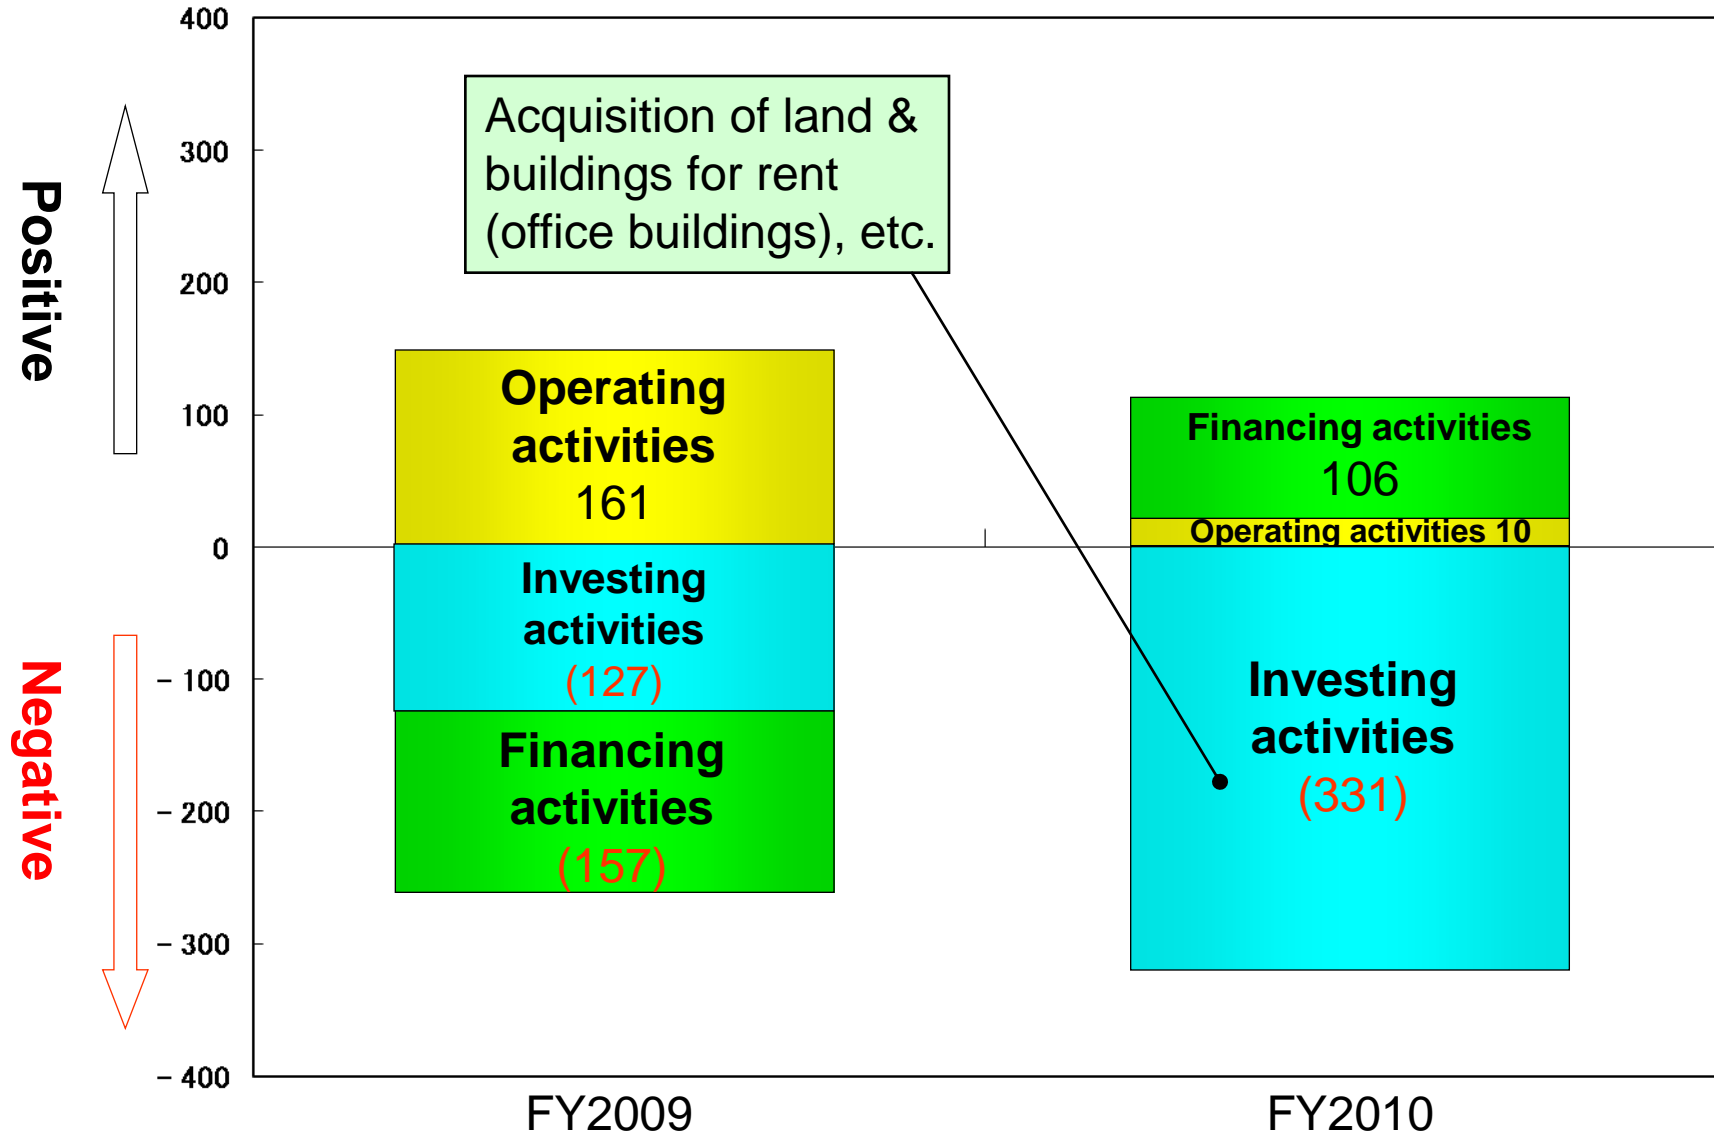 400
300
200
100
0
- 100
- 200
- 300
- 400
Positive
Negative
Acquisition of land &
buildings for rent
(office buildings), etc.
Operating
activities
161
Investing
activities
(127)
Financing
activities
(157)
Financing activities
106
Operating activities 10
Investing
activities
(331)
FY2009
FY2010